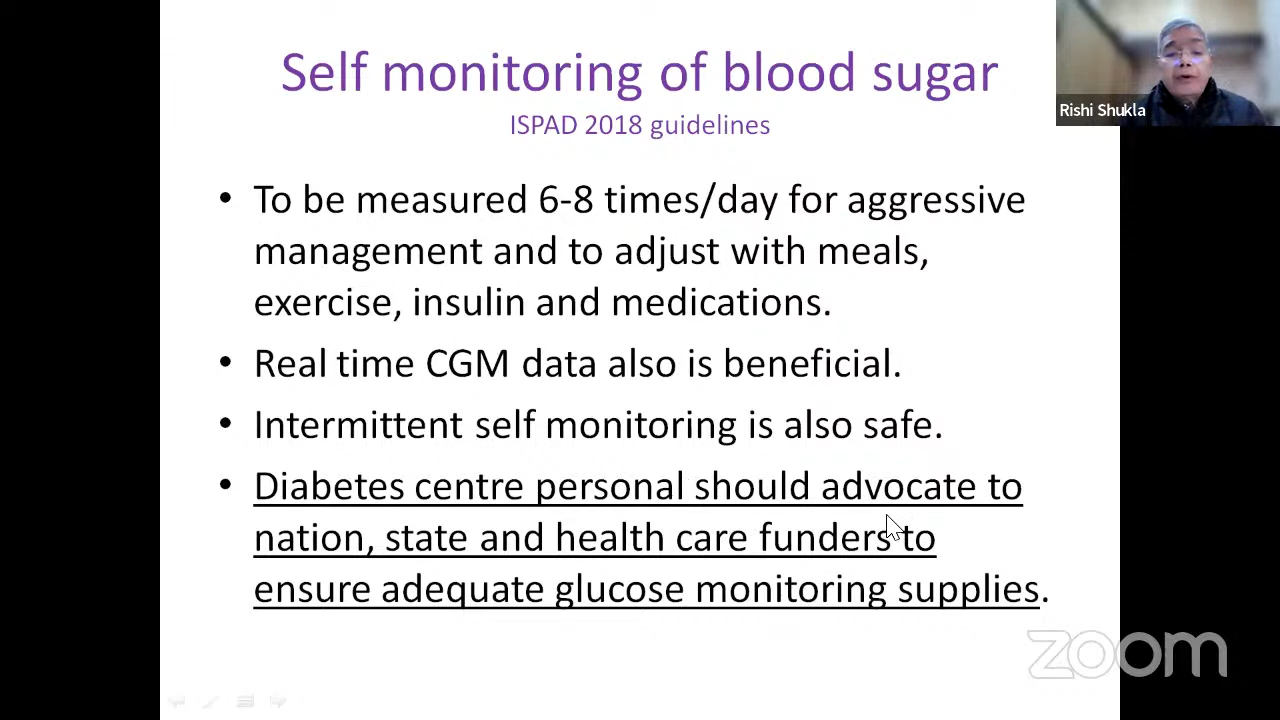 Self monitoring of blood sugar
ISPAD 2018 guidelines
Rishi Shukla
• To be measured 6-8 times/day for aggressive
management and to adjust with meals,
exercise, insulin and medications.
• Real time CGM data also is beneficial.
• Intermittent self monitoring is also safe.
• Diabetes centre personal should advocate to
nation, state and health care funders to
ensure adequate glucose monitoring supplies.
zoom